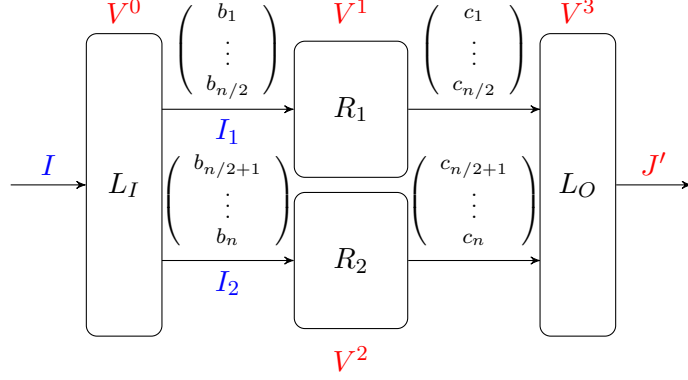 V^0 V^1 V^3
b_1
⋮
b_{n/2}
c_1
⋮
c_{n/2}
R_1
I_1
I
L_I
b_{n/2+1}
⋮
b_n
c_{n/2+1}
⋮
c_n
L_O
J'
R_2
I_2
V^2